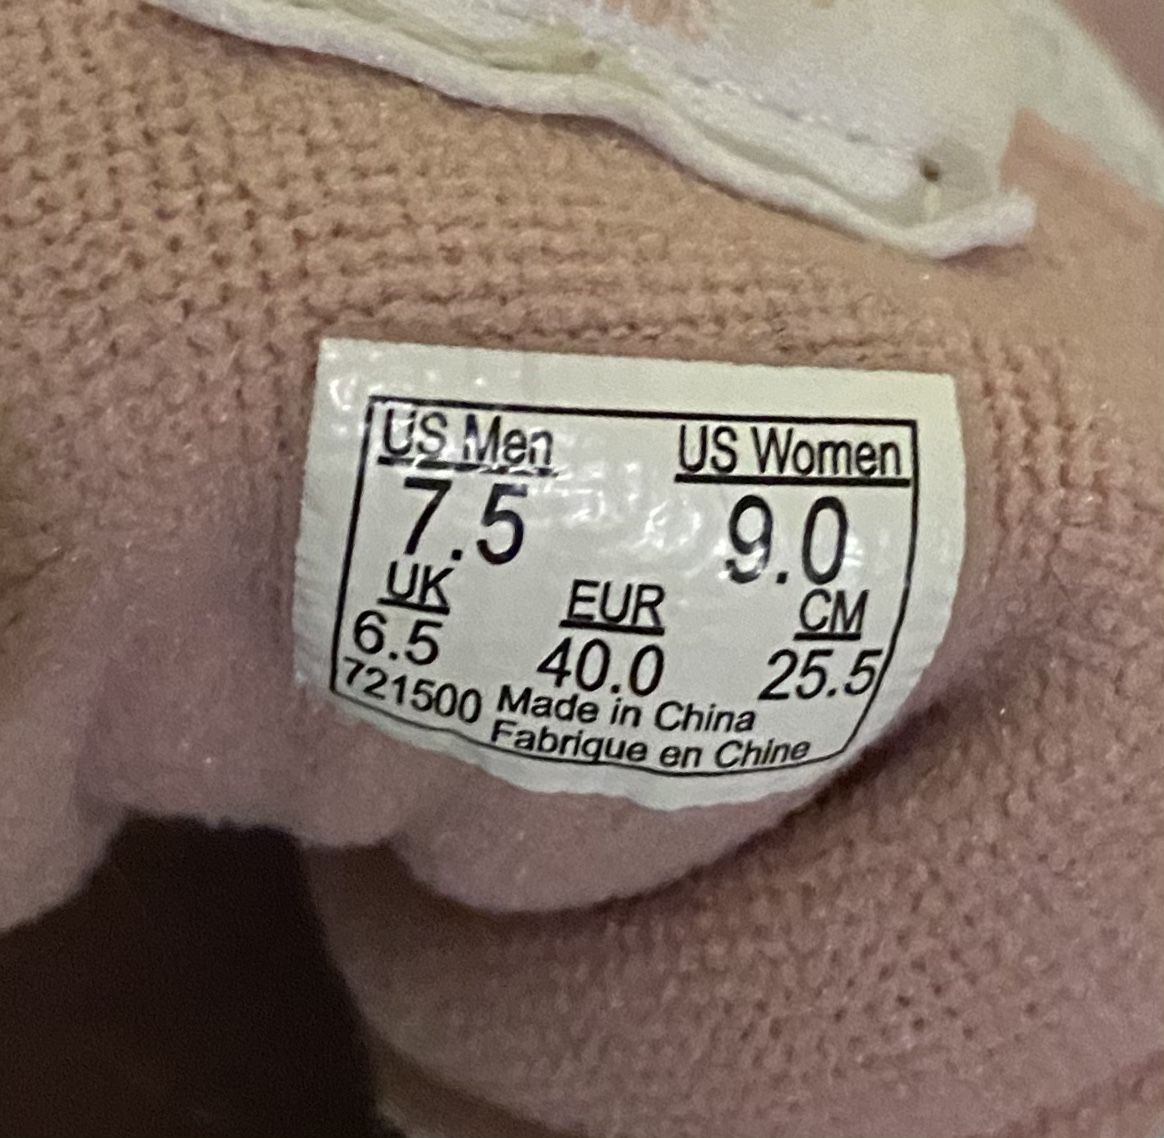 US Men US Women
7.5 9.0
UK EUR CM
6.5 40.0 25.5
721500 Made in China
Fabrique en Chine